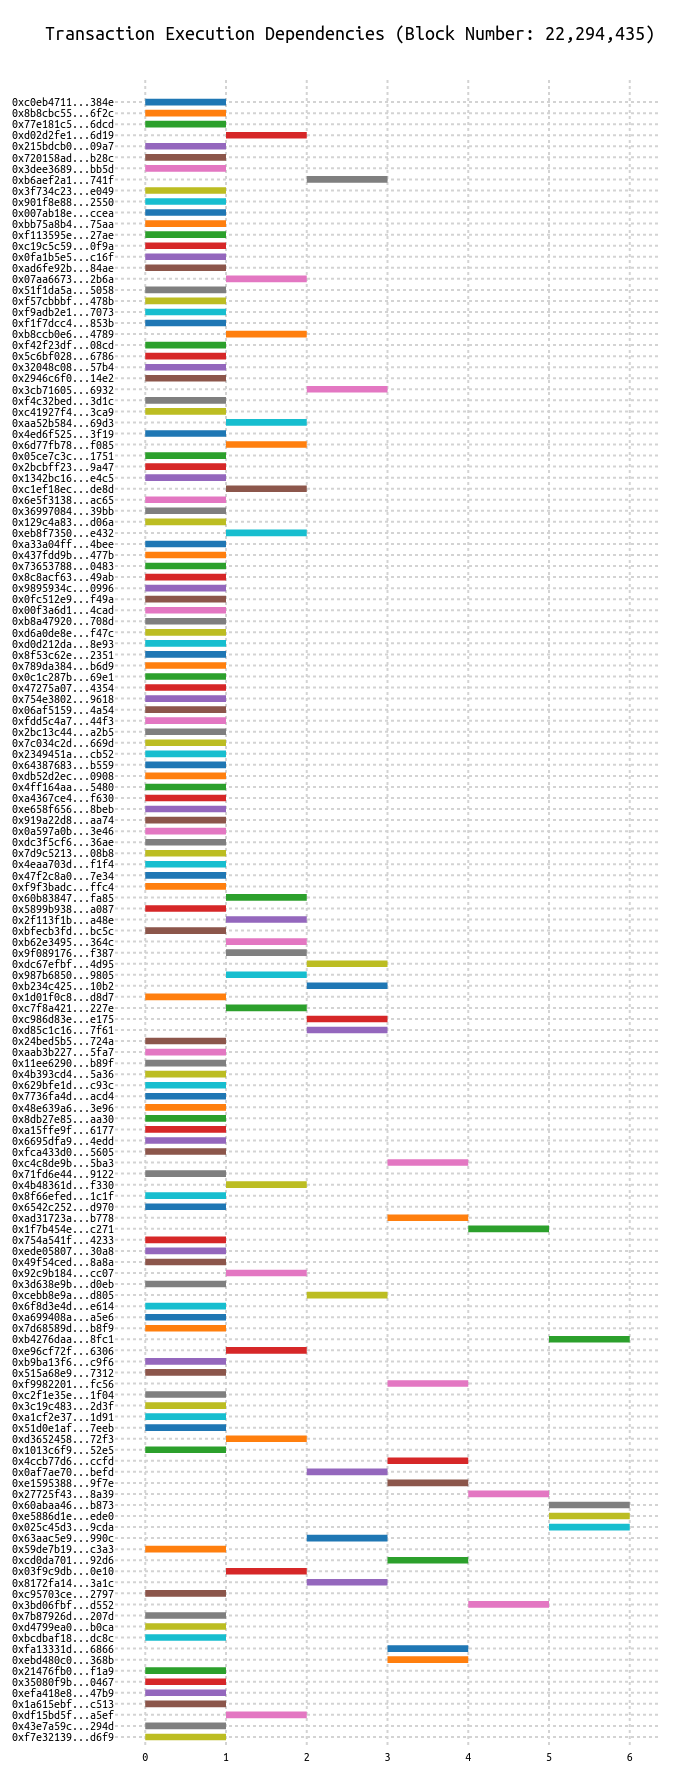 Transaction Execution Dependencies (Block Number: 22,294,435)
0xc0eb4711...384e
0x8b8cbc55...6f2c
0x77e181c5...6dcd
0xd02d2fe1...6d19
0x215bdcb0...09a7
0x720158ad...b28c
0x3dee3689...bb5d
0xb6aef2a1...741f
0x3f734c23...e049
0x901f8e88...2550
0x007ab18e...ccea
0xbb75a8b4...75aa
0xf113595e...27ae
0xc19c5c59...0f9a
0x0fa1b5e5...c16f
0xad6fe92b...84ae
0x07aa6673...2b6a
0x51f1da5a...5058
0xf57cbbbf...478b
0xf9adb2e1...7073
0xf1f7dcc4...853b
0xb8ccb0e6...4789
0xf42f23df...08cd
0x5c6bf028...6786
0x32048c08...57b4
0x2946c6f0...14e2
0x3cb71605...6932
0xf4c32bed...3d1c
0xc41927f4...3ca9
0xaa52b584...69d3
0x4ed6f525...3f19
0x6d77fb78...f085
0x05ce7c3c...1751
0x2bcbff23...9a47
0x1342bc16...e4c5
0xc1ef18ec...de8d
0x6e5f3138...ac65
0x36997084...39bb
0x129c4a83...d06a
0xeb8f7350...e432
0xa33a04ff...4bee
0x437fdd9b...477b
0x73653788...0483
0x8c8acf63...49ab
0x9895934c...0996
0x0fc512e9...f49a
0x00f3a6d1...4cad
0xb8a47920...708d
0xd6a0de8e...f47c
0xd0d212da...8e93
0x8f53c62e...2351
0x789da384...b6d9
0x0c1c287b...69e1
0x47275a07...4354
0x754e3802...9618
0x06af5159...4a54
0xfdd5c4a7...44f3
0x2bc13c44...a2b5
0x7c034c2d...669d
0x2349451a...cb52
0x64387683...b559
0xdb52d2ec...0908
0x4ff164aa...5480
0xa4367ce4...f630
0xe658f656...8beb
0x919a22d8...aa74
0x0a597a0b...3e46
0xdc3f5cf6...36ae
0x7d9c5213...08b8
0x4eaa703d...f1f4
0x47f2c8a0...7e34
0xf9f3badc...ffc4
0x60b83847...fa85
0x5899b938...a087
0x2f113f1b...a48e
0xbfecb3fd...bc5c
0xb62e3495...364c
0x9f089176...f387
0xdc67efbf...4d95
0x987b6850...9805
0xb234c425...10b2
0x1d01f0c8...d8d7
0xc7f8a421...227e
0xc986d83e...e175
0xd85c1c16...7f61
0x24bed5b5...724a
0xaab3b227...5fa7
0x11ee6290...b89f
0x4b393cd4...5a36
0x629bfe1d...c93c
0x7736fa4d...acd4
0x48e639a6...3e96
0x8db27e85...aa30
0xa15ffe9f...6177
0x6695dfa9...4edd
0xfca433d0...5605
0xc4c8de9b...5ba3
0x71fd6e44...9122
0x4b48361d...f330
0x8f66efed...1c1f
0x6542c252...d970
0xad31723a...b778
0x1f7b454e...c271
0x754a541f...4233
0xede05807...30a8
0x49f54ced...8a8a
0x92c9b184...cc07
0x3d638e9b...d0eb
0xcebb8e9a...d805
0x6f8d3e4d...e614
0xa699408a...a5e6
0x7d68589d...b8f9
0xb4276daa...8fc1
0xe96cf72f...6306
0xb9ba13f6...c9f6
0x515a68e9...7312
0xf9982201...fc56
0xc2f1e35e...1f04
0x3c19c483...2d3f
0xa1cf2e37...1d91
0x51d0e1af...7eeb
0xd3652458...72f3
0x1013c6f9...52e5
0x4ccb77d6...ccfd
0x0af7ae70...befd
0xe1595388...9f7e
0x27725f43...8a39
0x60abaa46...b873
0xe5886d1e...ede0
0x025c45d3...9cda
0x63aac5e9...990c
0x59de7b19...c3a3
0xcd0da701...92d6
0x03f9c9db...0e10
0x8172fa14...3a1c
0xc95703ce...2797
0x3bd06fbf...d552
0x7b87926d...207d
0xd4799ea0...b0ca
0xbcdbaf18...dc8c
0xfa13331d...6866
0xebd480c0...368b
0x21476fb0...f1a9
0x35080f9b...0467
0xefa418e8...47b9
0x1a615ebf...c513
0xdf15bd5f...a5ef
0x43e7a59c...294d
0xf7e32139...d6f9
0 1 2 3 4 5 6